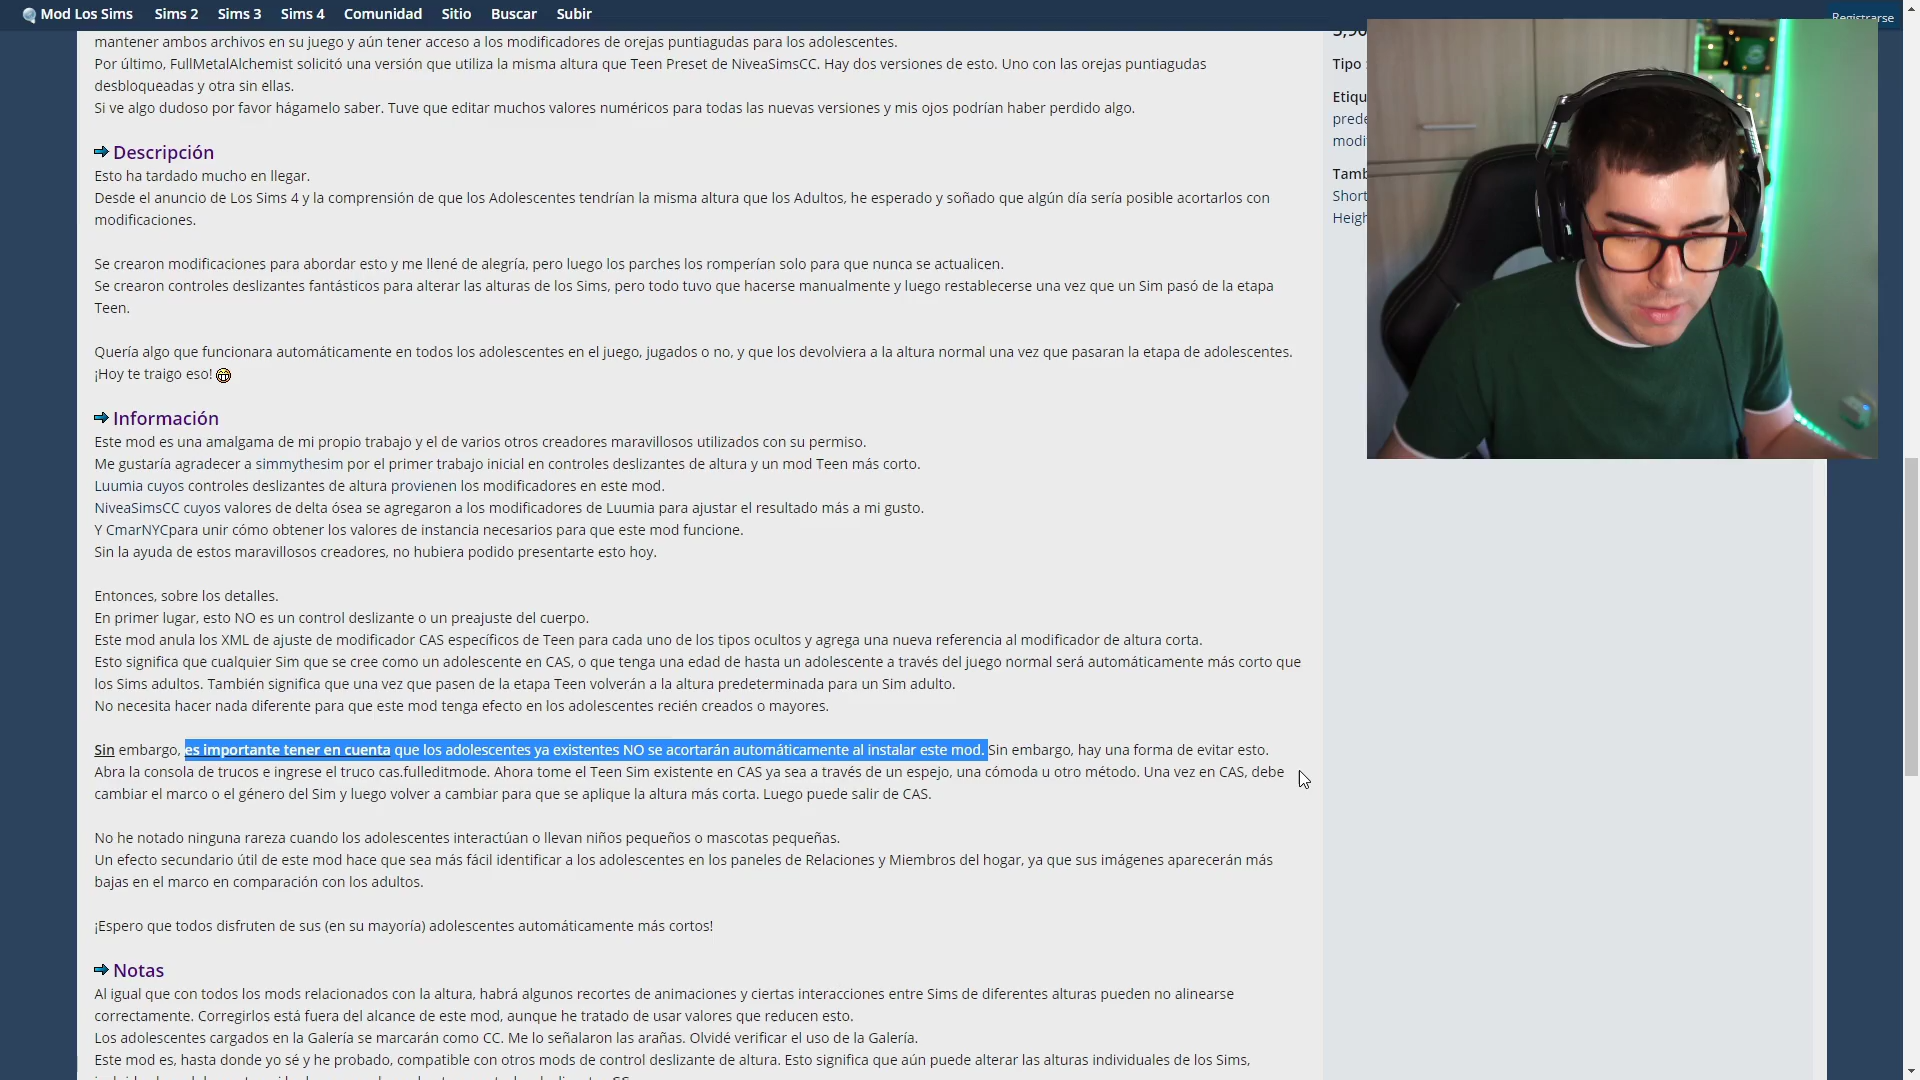 Mod Los Sims Sims 2 Sims 3 Sims 4 Comunidad Sitio Buscar Subir
Registrarse
mantener ambos archivos en su juego y aún tener acceso a los modificadores de orejas puntiagudas para los adolescentes.
Por último, FullMetalAlchemist solicitó una versión que utiliza la misma altura que Teen Preset de NiveaSimsCC. Hay dos versiones de esto. Uno con las orejas puntiagudas
desbloqueadas y otra sin ellas.
Si ve algo dudoso por favor hágamelo saber. Tuve que editar muchos valores numéricos para todas las nuevas versiones y mis ojos podrían haber perdido algo.
Descripción
Esto ha tardado mucho en llegar.
Desde el anuncio de Los Sims 4 y la comprensión de que los Adolescentes tendrían la misma altura que los Adultos, he esperado y soñado que algún día sería posible acortarlos con
modificaciones.
Se crearon modificaciones para abordar esto y me llené de alegría, pero luego los parches los romperían solo para que nunca se actualicen.
Se crearon controles deslizantes fantásticos para alterar las alturas de los Sims, pero todo tuvo que hacerse manualmente y luego restablecerse una vez que un Sim pasó de la etapa
Teen.
Quería algo que funcionara automáticamente en todos los adolescentes en el juego, jugados o no, y que los devolviera a la altura normal una vez que pasaran la etapa de adolescentes.
¡Hoy te traigo eso!
Información
Este mod es una amalgama de mi propio trabajo y el de varios otros creadores maravillosos utilizados con su permiso.
Me gustaría agradecer a simmythesim por el primer trabajo inicial en controles deslizantes de altura y un mod Teen más corto.
Luumia cuyos controles deslizantes de altura provienen los modificadores en este mod.
NiveaSimsCC cuyos valores de delta ósea se agregaron a los modificadores de Luumia para ajustar el resultado más a mi gusto.
Y CmarNYCpara unir cómo obtener los valores de instancia necesarios para que este mod funcione.
Sin la ayuda de estos maravillosos creadores, no hubiera podido presentarte esto hoy.
Entonces, sobre los detalles.
En primer lugar, esto NO es un control deslizante o un preajuste del cuerpo.
Este mod anula los XML de ajuste de modificador CAS específicos de Teen para cada uno de los tipos ocultos y agrega una nueva referencia al modificador de altura corta.
Esto significa que cualquier Sim que se cree como un adolescente en CAS, o que tenga una edad de hasta un adolescente a través del juego normal será automáticamente más corto que
los Sims adultos. También significa que una vez que pasen de la etapa Teen volverán a la altura predeterminada para un Sim adulto.
No necesita hacer nada diferente para que este mod tenga efecto en los adolescentes recién creados o mayores.
Sin embargo, es importante tener en cuenta que los adolescentes ya existentes NO se acortarán automáticamente al instalar este mod. Sin embargo, hay una forma de evitar esto.
Abra la consola de trucos e ingrese el truco cas.fulleditmode. Ahora tome el Teen Sim existente en CAS ya sea a través de un espejo, una cómoda u otro método. Una vez en CAS, debe
cambiar el marco o el género del Sim y luego volver a cambiar para que se aplique la altura más corta. Luego puede salir de CAS.
No he notado ninguna rareza cuando los adolescentes interactúan o llevan niños pequeños o mascotas pequeñas.
Un efecto secundario útil de este mod hace que sea más fácil identificar a los adolescentes en los paneles de Relaciones y Miembros del hogar, ya que sus imágenes aparecerán más
bajas en el marco en comparación con los adultos.
¡Espero que todos disfruten de sus (en su mayoría) adolescentes automáticamente más cortos!
Notas
Al igual que con todos los mods relacionados con la altura, habrá algunos recortes de animaciones y ciertas interacciones entre Sims de diferentes alturas pueden no alinearse
correctamente. Corregirlos está fuera del alcance de este mod, aunque he tratado de usar valores que reducen esto.
Los adolescentes cargados en la Galería se marcarán como CC. Me lo señalaron las arañas. Olvidé verificar el uso de la Galería.
Este mod es, hasta donde yo sé y he probado, compatible con otros mods de control deslizante de altura. Esto significa que aún puede alterar las alturas individuales de los Sims,
Tipo
Etiqu
prede
modi
Tamb
Short
Heigh